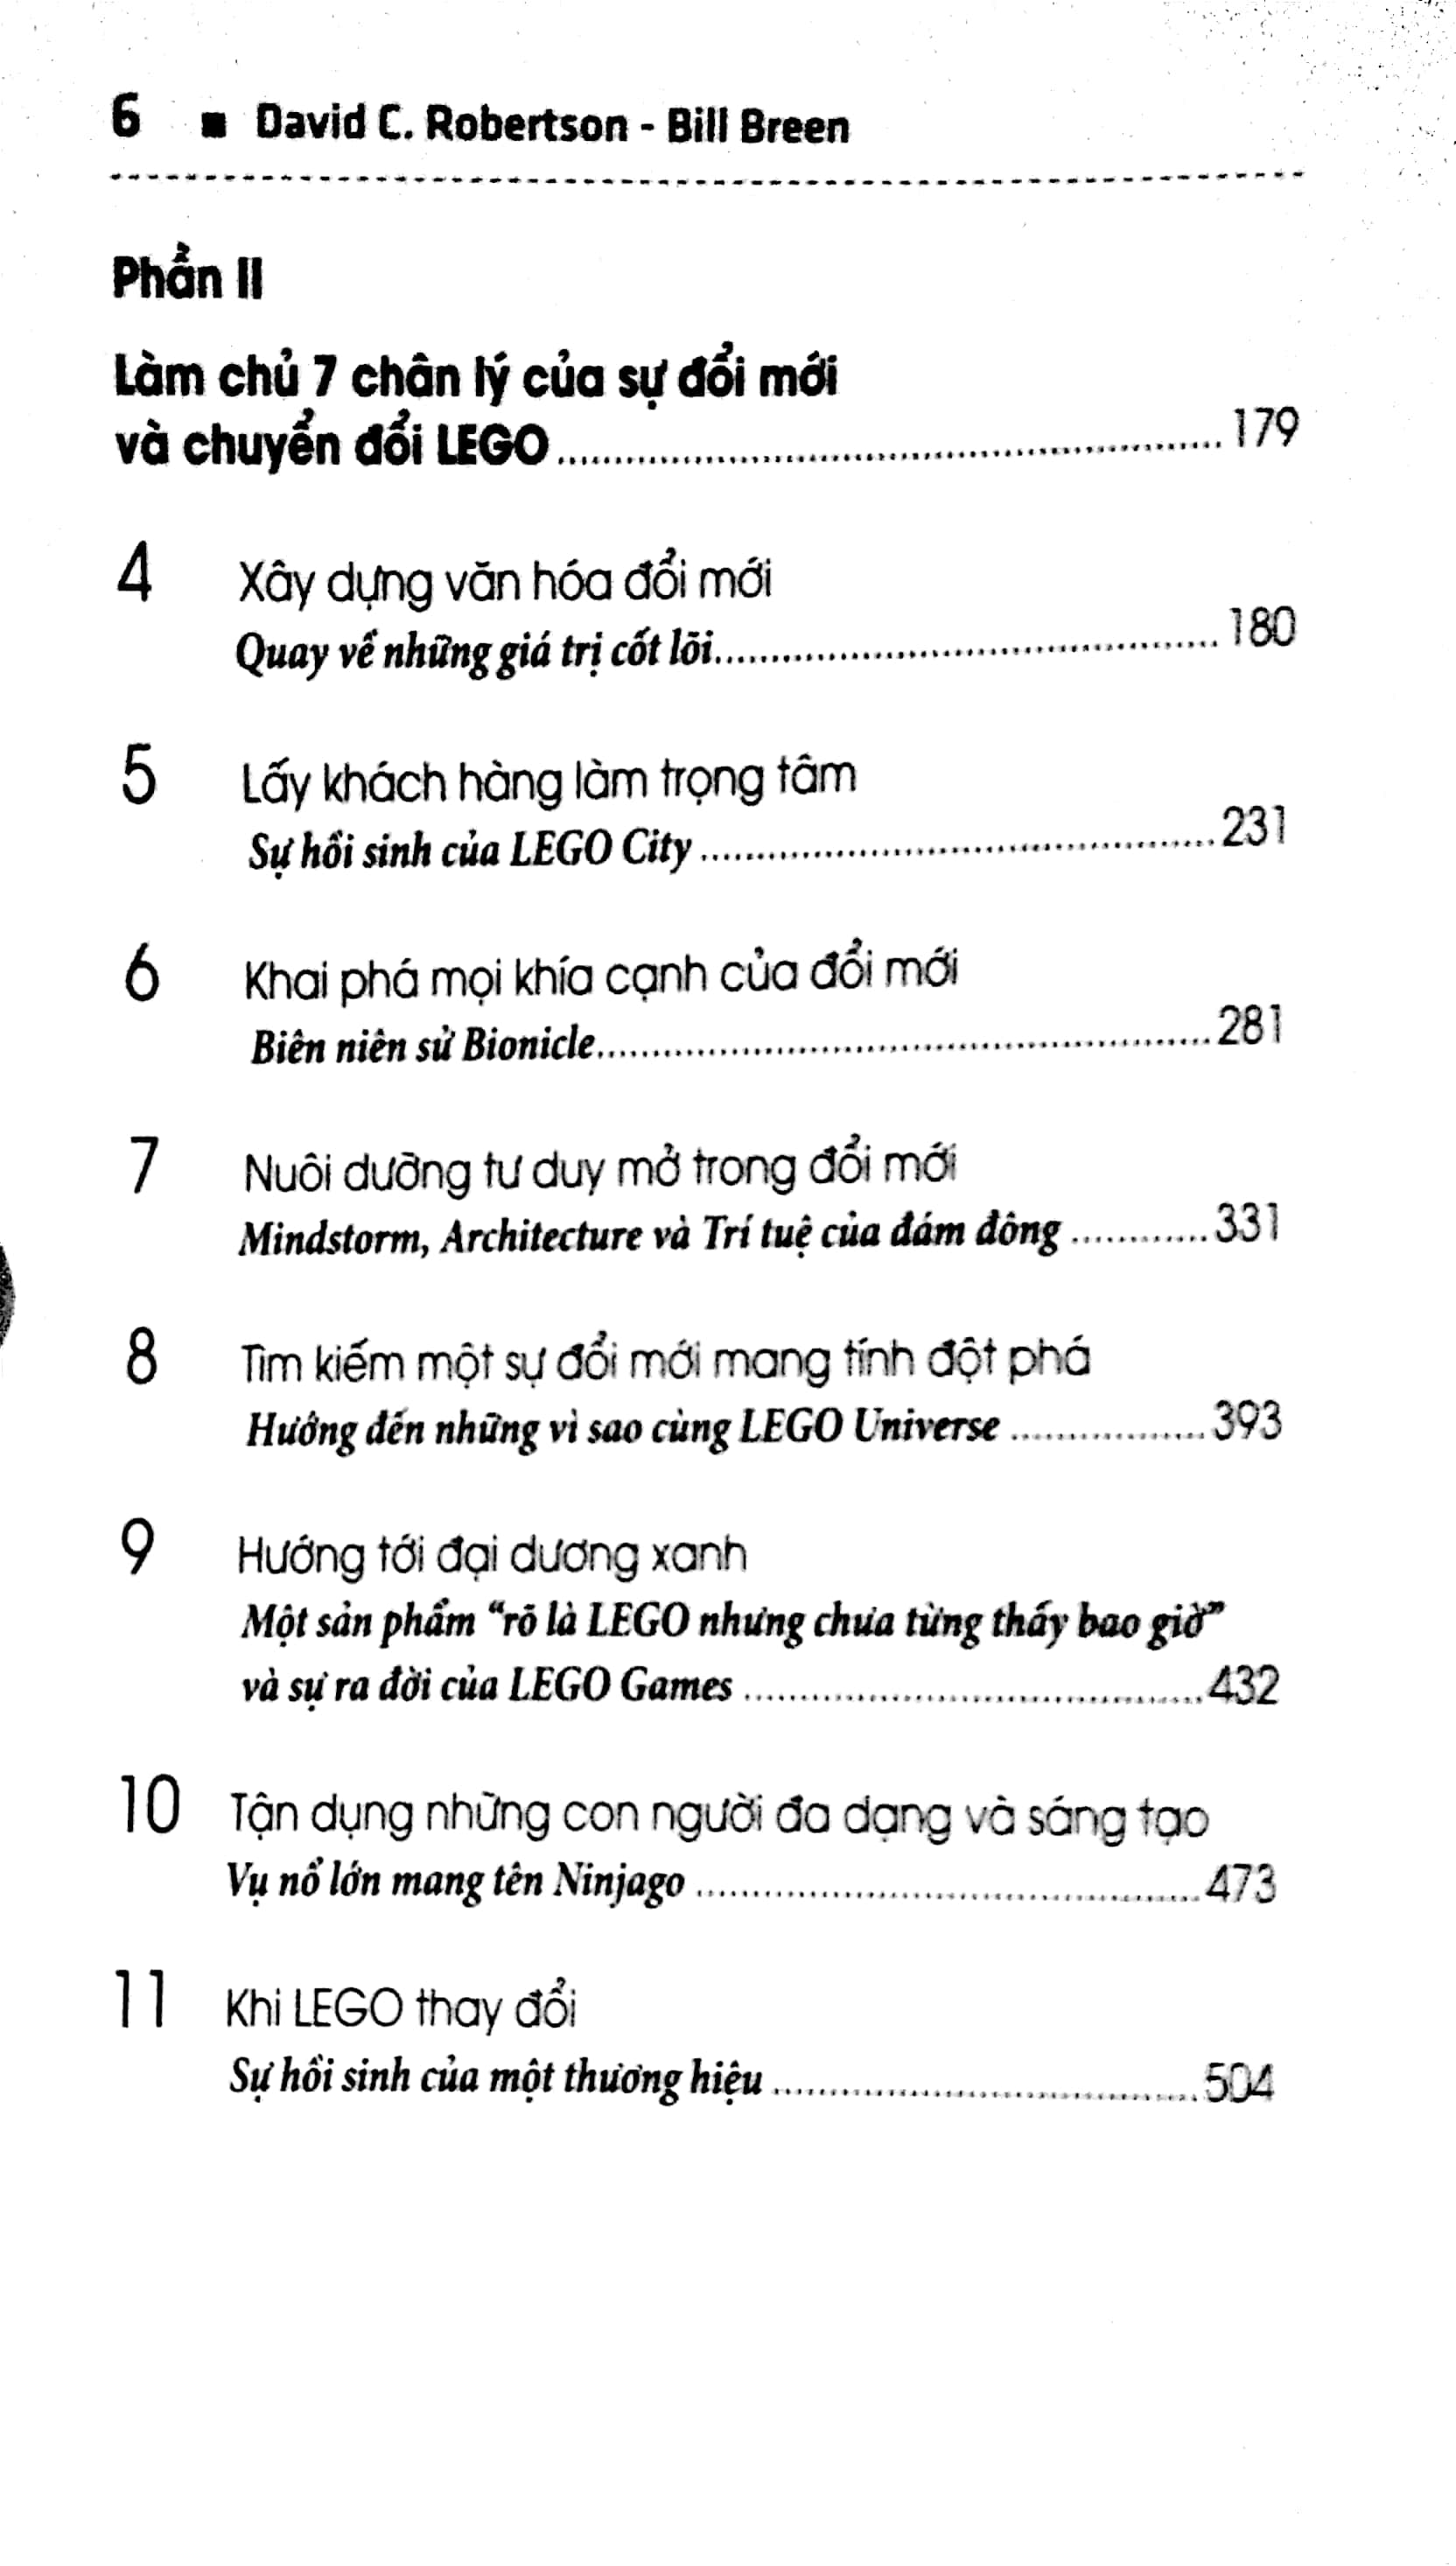 6 ■ David C. Robertson - Bill Breen
Phần II
Làm chủ 7 chân lý của sự đổi mới
và chuyển đổi LEGO.......................................................179
4 Xây dựng văn hóa đổi mới
Quay về những giá trị cốt lõi..........................................180
5 Lấy khách hàng làm trọng tâm
Sự hồi sinh của LEGO City ............................................231
6 Khai phá mọi khía cạnh của đổi mới
Biên niên sử Bionicle.....................................................281
7 Nuôi dưỡng tư duy mở trong đổi mới
Mindstorm, Architecture và Trí tuệ của đám đông ............331
8 Tìm kiếm một sự đổi mới mang tính đột phá
Hướng đến những vì sao cùng LEGO Universe .................393
9 Hướng tới đại dương xanh
Một sản phẩm “rõ là LEGO nhưng chưa từng thấy bao giờ”
và sự ra đời của LEGO Games ........................................432
10 Tận dụng những con người đa dạng và sáng tạo
Vụ nổ lớn mang tên Ninjago ............................................473
11 Khi LEGO thay đổi
Sự hồi sinh của một thương hiệu .....................................504